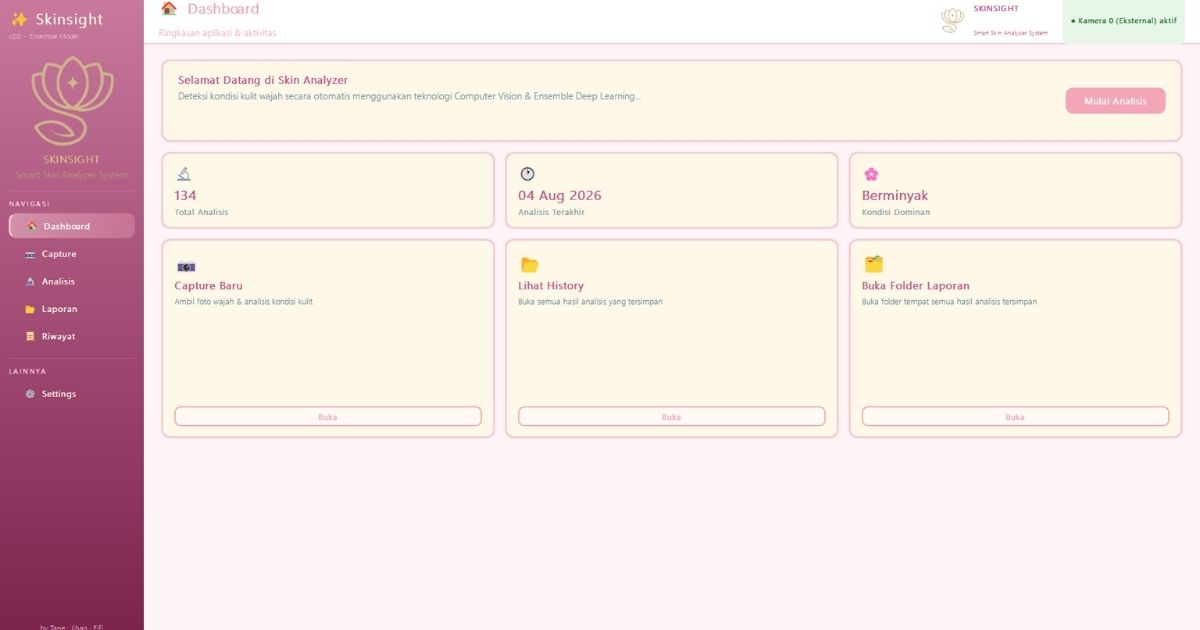 Skinsight
v2.0 - Ensemble Model
SKINSIGHT
Smart Skin Analyzer System
NAVIGASI
Dashboard
Capture
Analisis
Laporan
Riwayat
LAINNYA
Settings
by Tane · Jihan · Fifi
Dashboard
Ringkasan aplikasi & aktivitas
SKINSIGHT
Smart Skin Analyzer System
● Kamera 0 (Eksternal) aktif
Selamat Datang di Skin Analyzer
Deteksi kondisi kulit wajah secara otomatis menggunakan teknologi Computer Vision & Ensemble Deep Learning...
Mulai Analisis
134
Total Analisis
04 Aug 2026
Analisis Terakhir
Berminyak
Kondisi Dominan
Capture Baru
Ambil foto wajah & analisis kondisi kulit
Buka
Lihat History
Buka semua hasil analisis yang tersimpan
Buka
Buka Folder Laporan
Buka folder tempat semua hasil analisis tersimpan
Buka